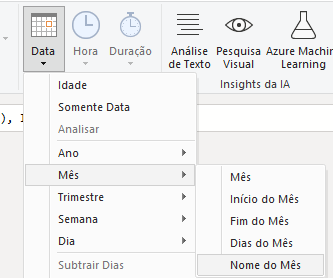 Data
Hora
Duração
Análise
de Texto
Pesquisa
Visual
Azure Machin
Learning
Insights da IA
Idade
Somente Data
Analisar
Ano
Mês
Trimestre
Semana
Dia
Subtrair Dias
Mês
Início do Mês
Fim do Mês
Dias do Mês
Nome do Mês